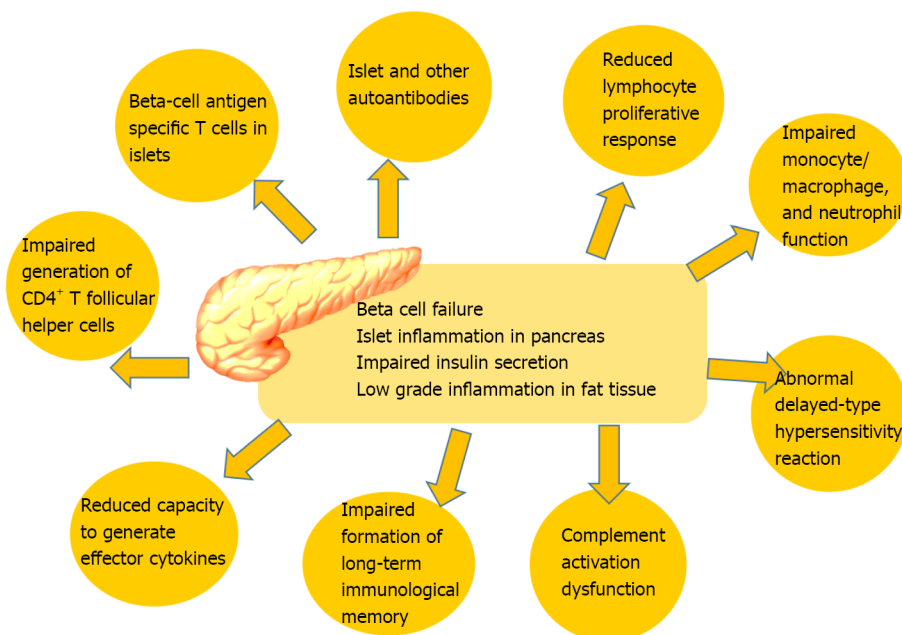 Islet and other
autoantibodies
Reduced
lymphocyte
proliferative
response
Beta-cell antigen
specific T cells in
islets
Impaired
monocyte/
macrophage,
and neutrophil
function
Impaired
generation of
CD4⁺ T follicular
helper cells
Beta cell failure
Islet inflammation in pancreas
Impaired insulin secretion
Low grade inflammation in fat tissue
Abnormal
delayed-type
hypersensitivity
reaction
Reduced capacity
to generate
effector cytokines
Impaired
formation of
long-term
immunological
memory
Complement
activation
dysfunction